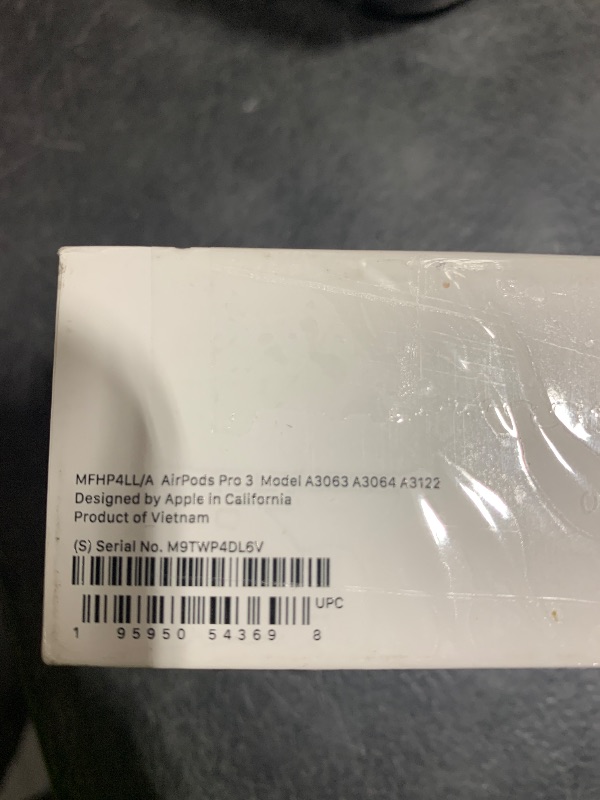 MFHP4LL/A AirPods Pro 3 Model A3063 A3064 A3122
Designed by Apple in California
Product of Vietnam
(S) Serial No. M9TWP4DL6V
UPC
1 95950 54369 8